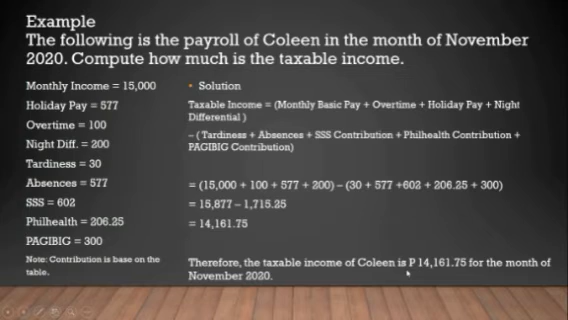 Example
The following is the payroll of Coleen in the month of November
2020. Compute how much is the taxable income.
Monthly Income = 15,000
Holiday Pay = 577
Overtime = 100
Night Diff. = 200
Tardiness = 30
Absences = 577
SSS = 602
Philhealth = 206.25
PAGIBIG = 300
Note: Contribution is base on the
table.
• Solution
Taxable Income = (Monthly Basic Pay + Overtime + Holiday Pay + Night
Differential )
– ( Tardiness + Absences + SSS Contribution + Philhealth Contribution +
PAGIBIG Contribution)
= (15,000 + 100 + 577 + 200) – (30 + 577 +602 + 206.25 + 300)
= 15,877 – 1,715.25
= 14,161.75
Therefore, the taxable income of Coleen is P 14,161.75 for the month of
November 2020.